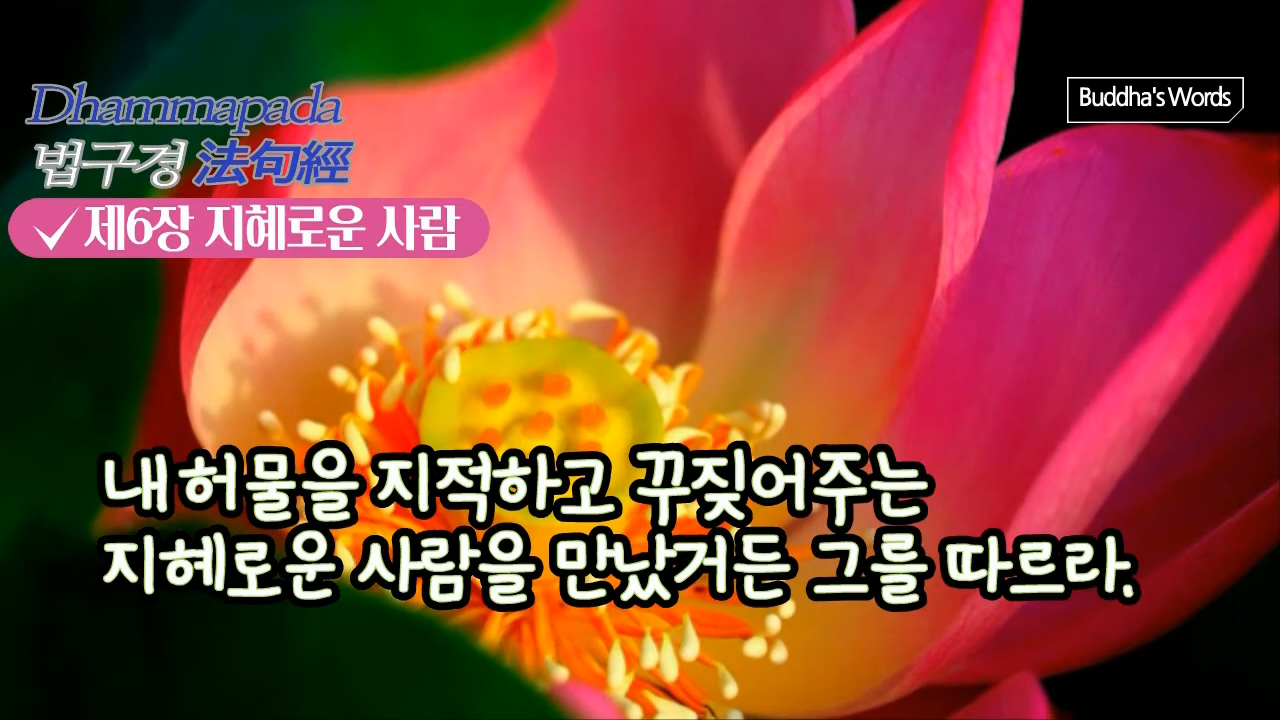 Dhammapada
법구경 法句經
제6장 지혜로운 사람
Buddha's Words
내 허물을 지적하고 꾸짖어주는
지혜로운 사람을 만났거든 그를 따르라.